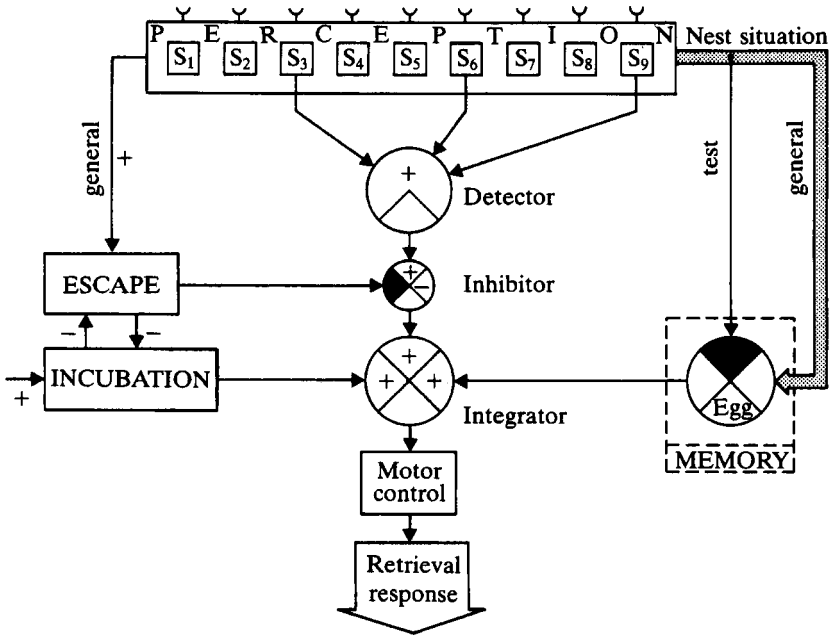 PERCEPTION
Nest situation
S1 S2 S3 S4 S5 S6 S7 S8 S9
general
+
test
general
+
Detector
ESCAPE
+
−
Inhibitor
− −
INCUBATION
+
+ + +
Integrator
Egg
MEMORY
Motor
control
Retrieval
response